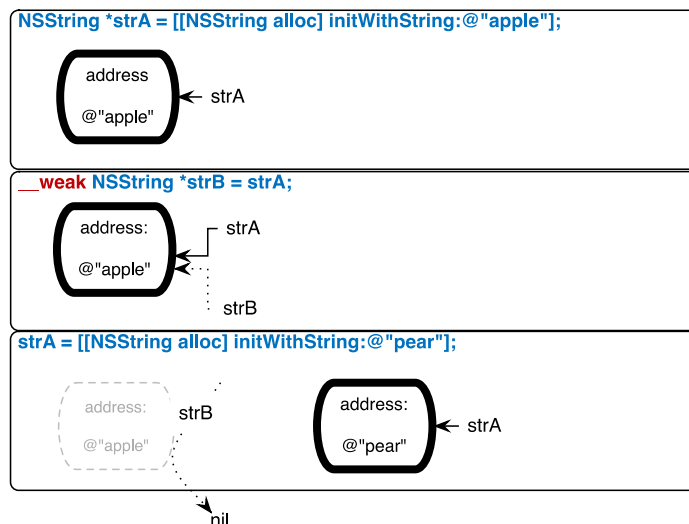 NSString *strA = [[NSString alloc] initWithString:@"apple"];
address
strA
@"apple"
__weak NSString *strB = strA;
address:
strA
@"apple"
strB
strA = [[NSString alloc] initWithString:@"pear"];
address:
address:
strB
strA
@"apple"
@"pear"
nil